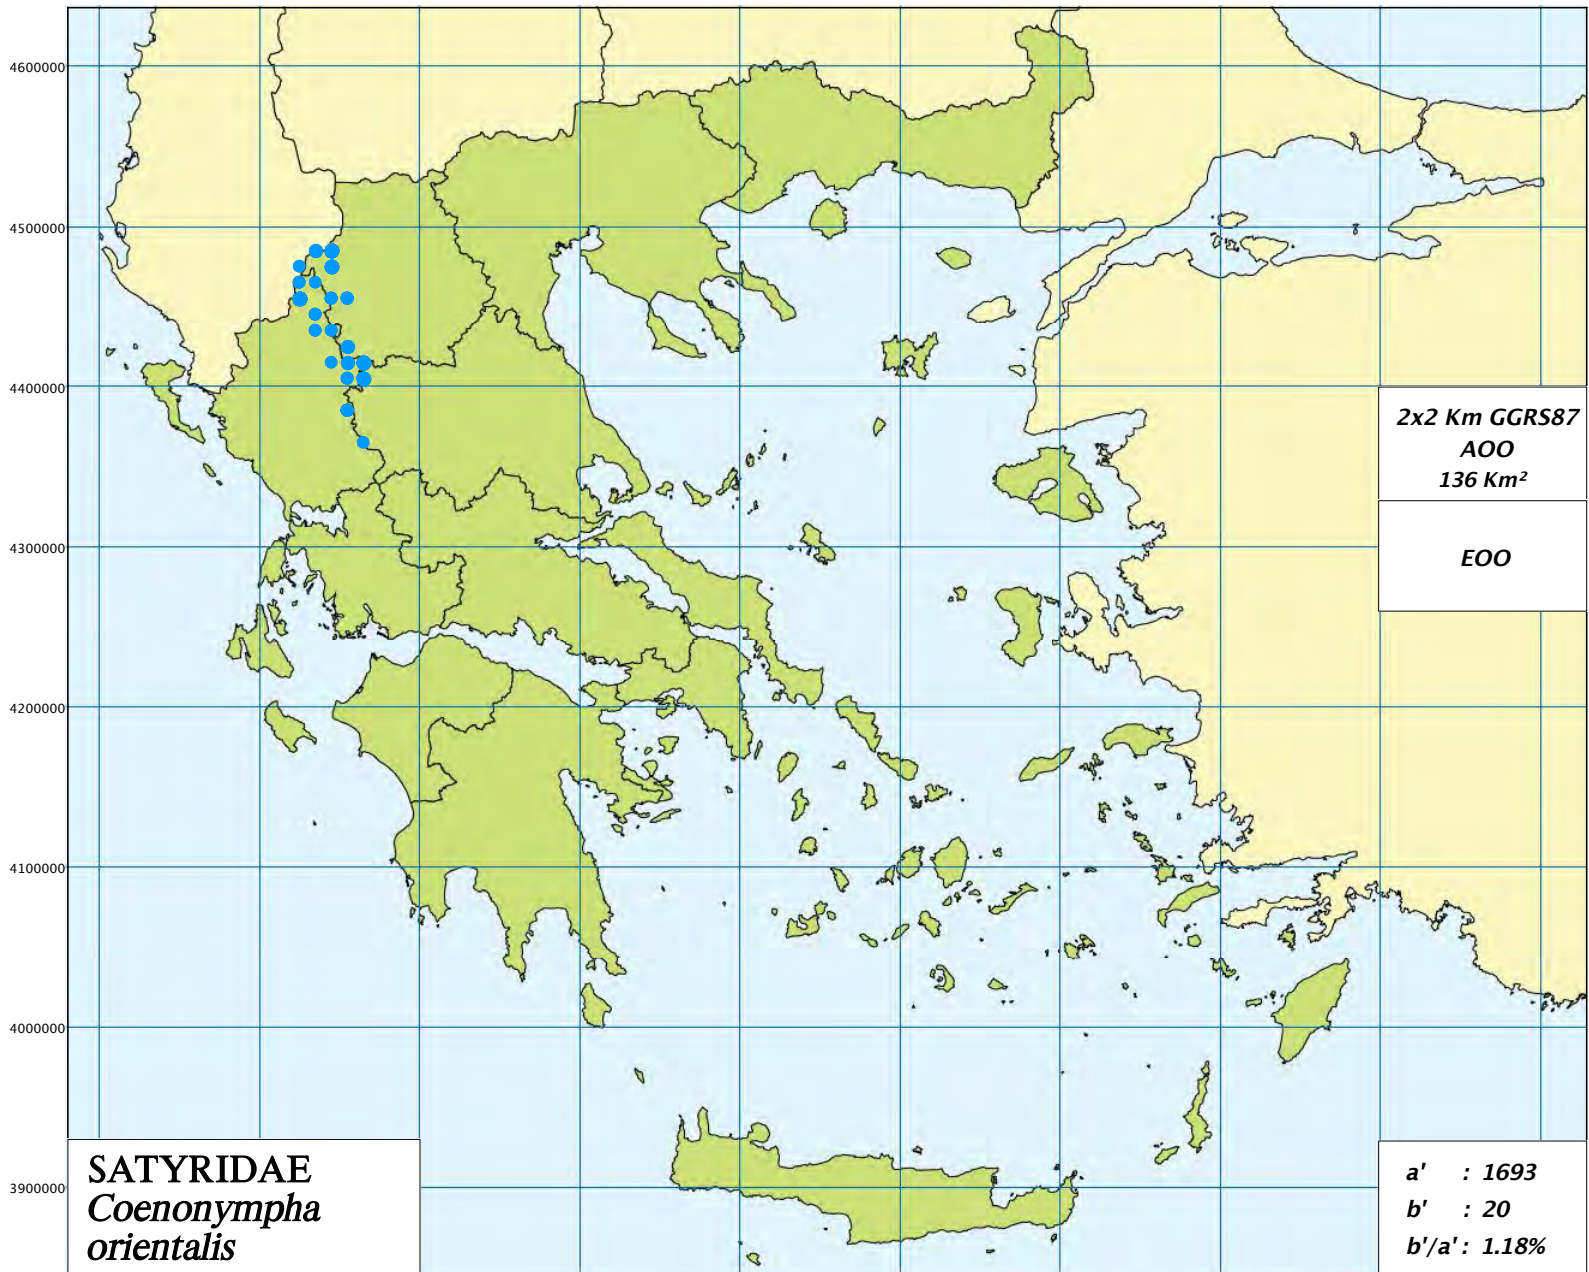 4600000
4500000
4400000
2x2 Km GGRS87
AOO
136 Km²
4300000
EOO
4200000
4100000
4000000
3900000
SATYRIDAE
Coenonympha
orientalis
a' : 1693
b' : 20
b'/a' : 1.18%